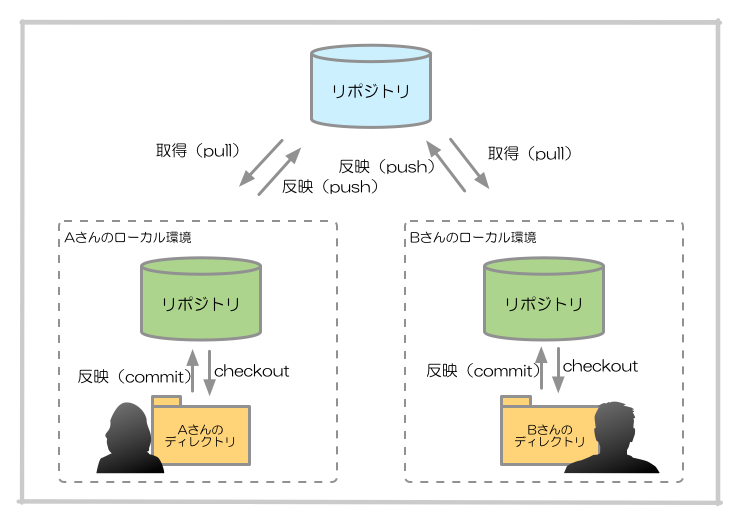 リポジトリ
取得（pull）
反映（push）
反映（push）
取得（pull）
Aさんのローカル環境
リポジトリ
反映（commit）
checkout
Aさんの
ディレクトリ
Bさんのローカル環境
リポジトリ
反映（commit）
checkout
Bさんの
ディレクトリ